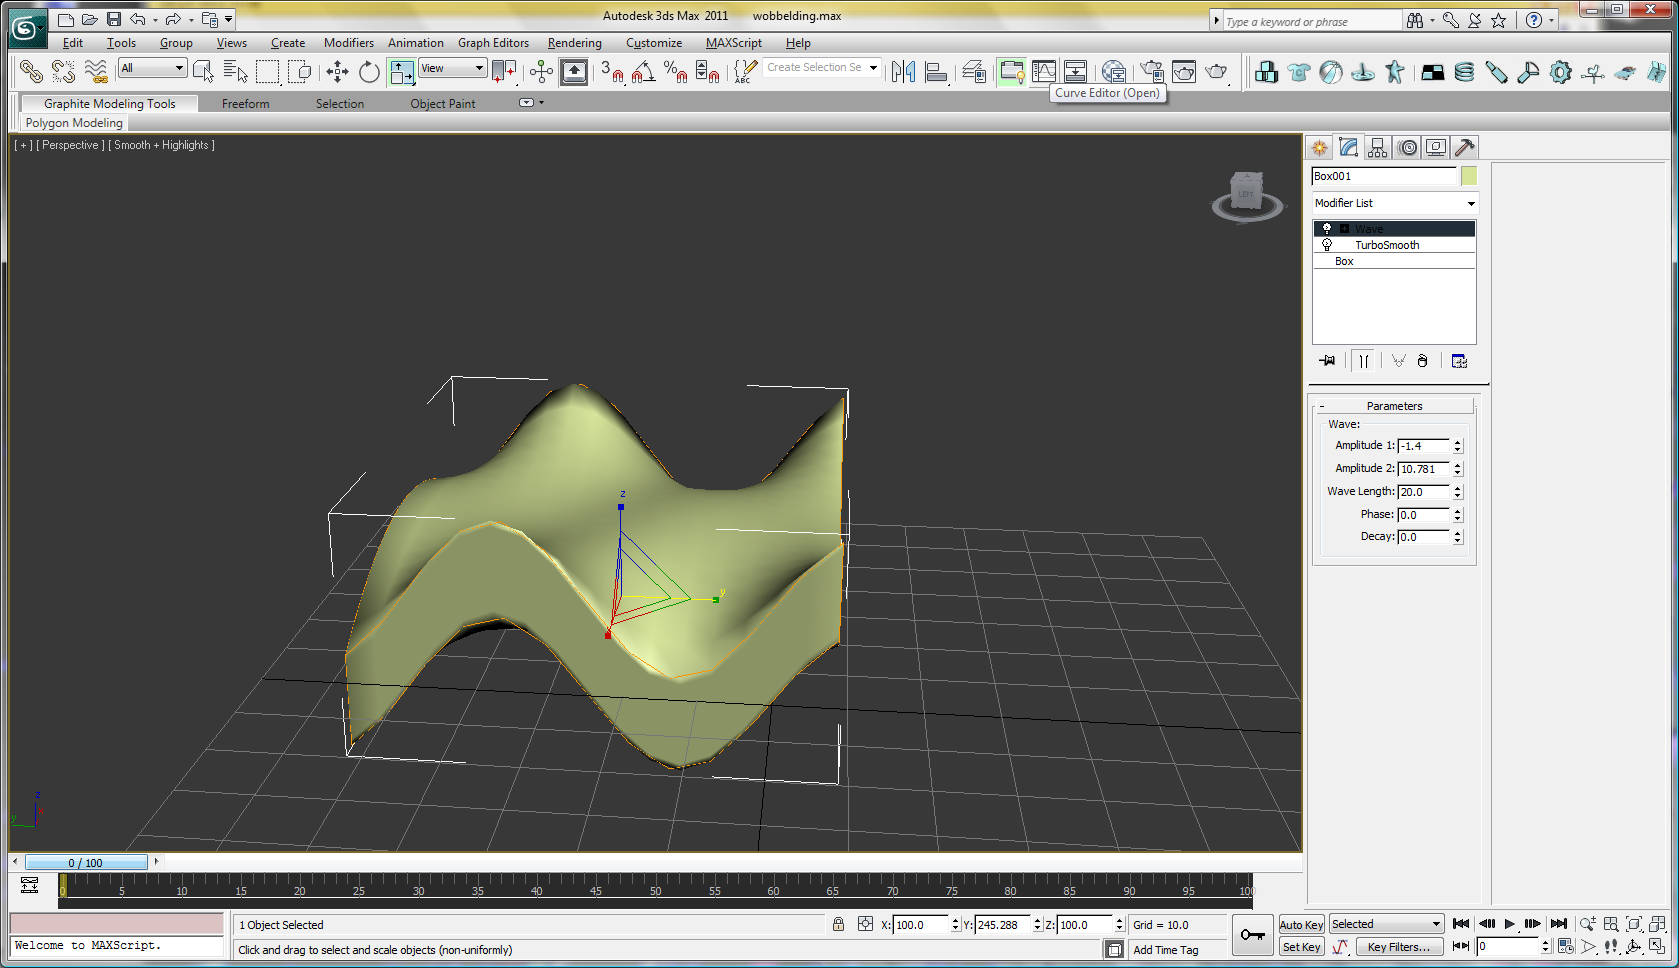 Autodesk 3ds Max 2011 wobbelding.max
Type a keyword or phrase
Edit Tools Group Views Create Modifiers Animation Graph Editors Rendering Customize MAXScript Help
All View 3 % ABC Create Selection Se
Curve Editor (Open)
Graphite Modeling Tools Freeform Selection Object Paint
Polygon Modeling
[ + ] [ Perspective ] [ Smooth + Highlights ]
LEFT
Box001
Modifier List
Wave
TurboSmooth
Box
- Parameters
Wave:
Amplitude 1: -1.4
Amplitude 2: 10.781
Wave Length: 20.0
Phase: 0.0
Decay: 0.0
z
y
z
y
0 / 100
0 5 10 15 20 25 30 35 40 45 50 55 60 65 70 75 80 85 90 95 100
1 Object Selected X: 100.0 Y: 245.288 Z: 100.0 Grid = 10.0 Auto Key Selected
Welcome to MAXScript.
Click and drag to select and scale objects (non-uniformly) Add Time Tag Set Key Key Filters... 0